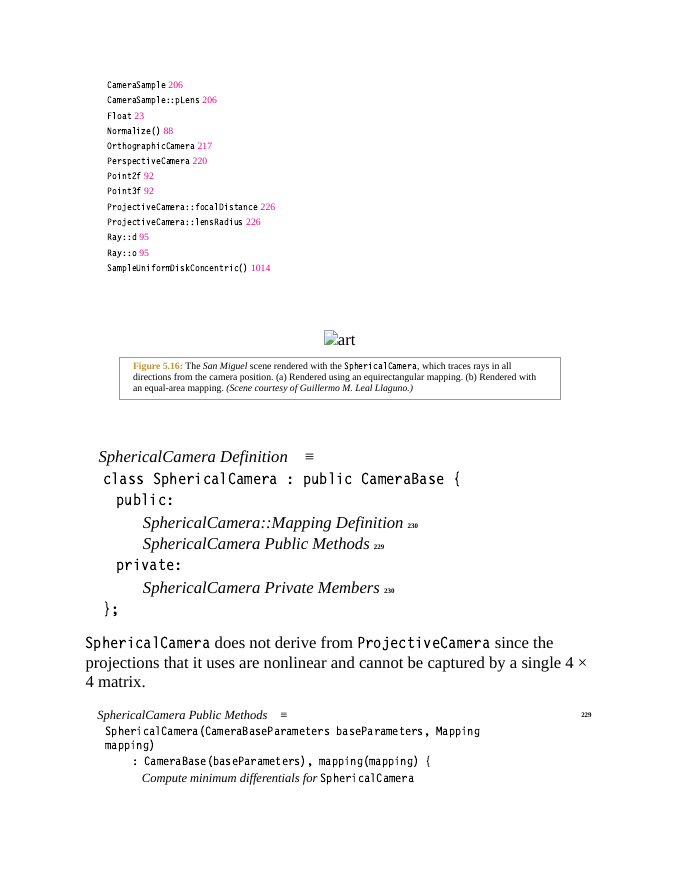 CameraSample 206
CameraSample::pLens 206
Float 23
Normalize() 88
OrthographicCamera 217
PerspectiveCamera 220
Point2f 92
Point3f 92
ProjectiveCamera::focalDistance 226
ProjectiveCamera::lensRadius 226
Ray::d 95
Ray::o 95
SampleUniformDiskConcentric() 1014
art
Figure 5.16: The San Miguel scene rendered with the SphericalCamera, which traces rays in all
directions from the camera position. (a) Rendered using an equirectangular mapping. (b) Rendered with
an equal-area mapping. (Scene courtesy of Guillermo M. Leal Llaguno.)
SphericalCamera Definition ≡
class SphericalCamera : public CameraBase {
public:
SphericalCamera::Mapping Definition 230
SphericalCamera Public Methods 229
private:
SphericalCamera Private Members 230
};
SphericalCamera does not derive from ProjectiveCamera since the
projections that it uses are nonlinear and cannot be captured by a single 4 ×
4 matrix.
SphericalCamera Public Methods ≡ 229
SphericalCamera(CameraBaseParameters baseParameters, Mapping
mapping)
: CameraBase(baseParameters), mapping(mapping) {
Compute minimum differentials for SphericalCamera